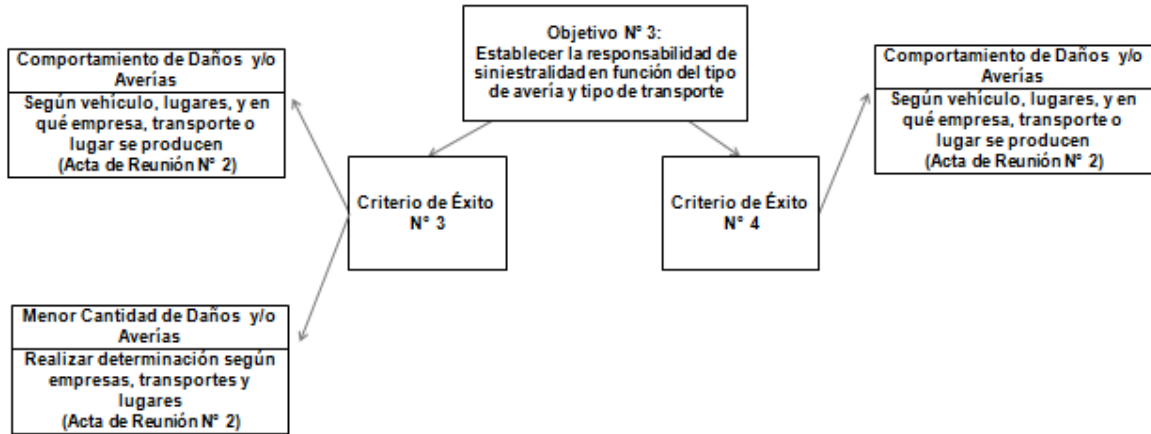 Objetivo N° 3:
Establecer la responsabilidad de
siniestralidad en función del tipo
de avería y tipo de transporte
Comportamiento de Daños y/o
Averías
Según vehículo, lugares, y en
qué empresa, transporte o
lugar se producen
(Acta de Reunión N° 2)
Comportamiento de Daños y/o
Averías
Según vehículo, lugares, y en
qué empresa, transporte o
lugar se producen
(Acta de Reunión N° 2)
Criterio de Éxito
N° 3
Criterio de Éxito
N° 4
Menor Cantidad de Daños y/o
Averías
Realizar determinación según
empresas, transportes y
lugares
(Acta de Reunión N° 2)